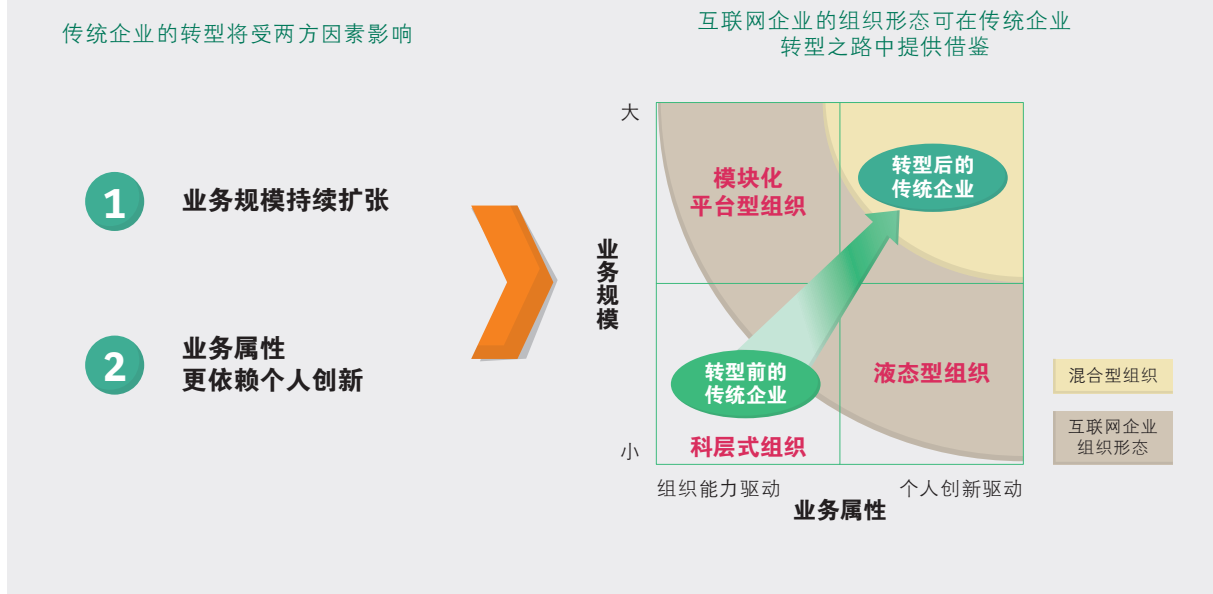 传统企业的转型将受两方因素影响
1
业务规模持续扩张
2
业务属性
更依赖个人创新
互联网企业的组织形态可在传统企业
转型之路中提供借鉴
大
业务规模
小
模块化
平台型组织
转型后的
传统企业
转型前的
传统企业
科层式组织
液态型组织
组织能力驱动
个人创新驱动
业务属性
混合型组织
互联网企业
组织形态